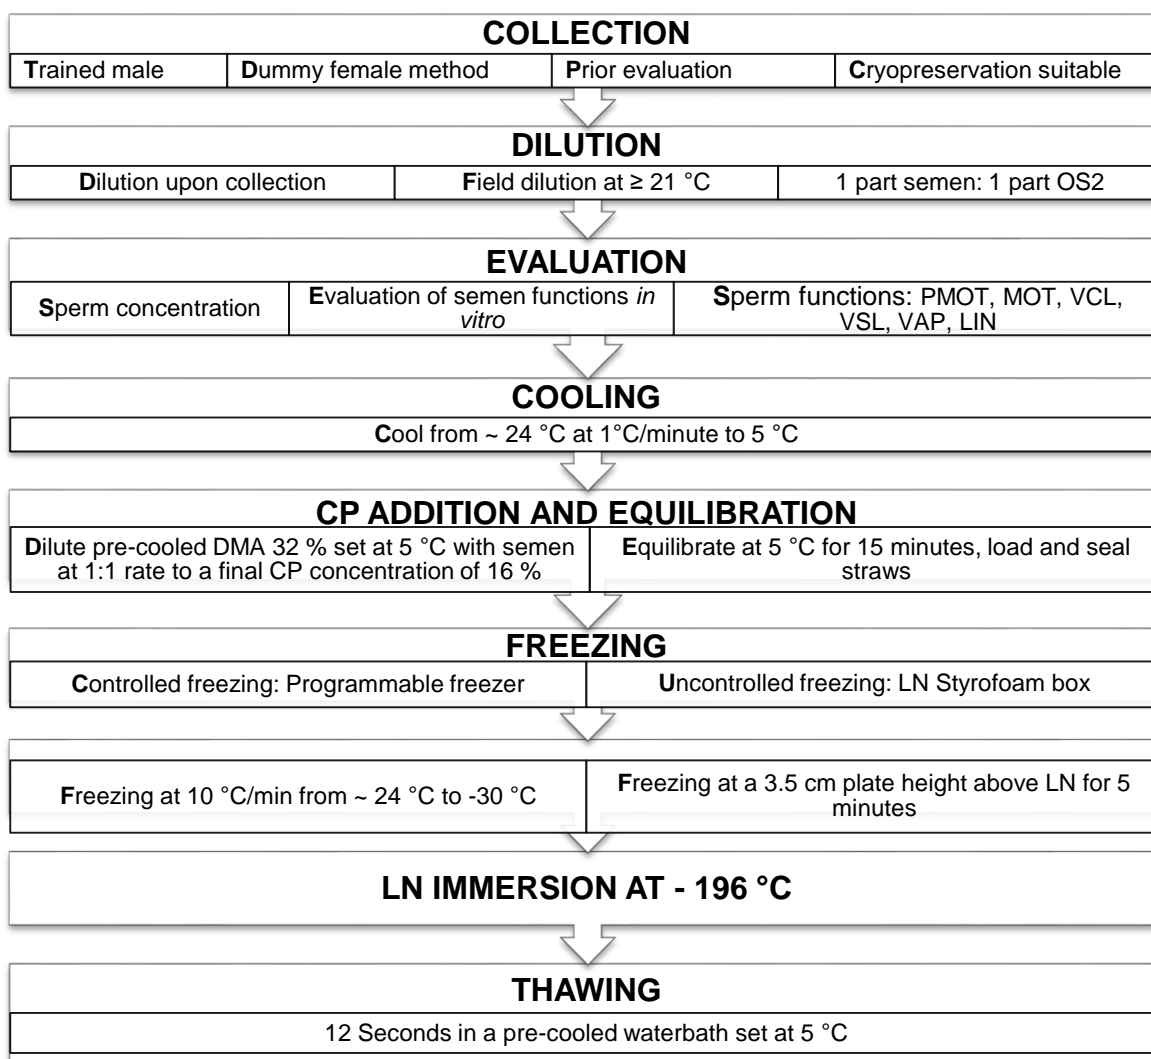 COLLECTION
Trained male
Dummy female method
Prior evaluation
Cryopreservation suitable
DILUTION
Dilution upon collection
Field dilution at ≥ 21 °C
1 part semen: 1 part OS2
EVALUATION
Sperm concentration
Evaluation of semen functions in
vitro
Sperm functions: PMOT, MOT, VCL,
VSL, VAP, LIN
COOLING
Cool from ~ 24 °C at 1°C/minute to 5 °C
CP ADDITION AND EQUILIBRATION
Dilute pre-cooled DMA 32 % set at 5 °C with semen
at 1:1 rate to a final CP concentration of 16 %
Equilibrate at 5 °C for 15 minutes, load and seal
straws
FREEZING
Controlled freezing: Programmable freezer
Uncontrolled freezing: LN Styrofoam box
Freezing at 10 °C/min from ~ 24 °C to -30 °C
Freezing at a 3.5 cm plate height above LN for 5
minutes
LN IMMERSION AT - 196 °C
THAWING
12 Seconds in a pre-cooled waterbath set at 5 °C